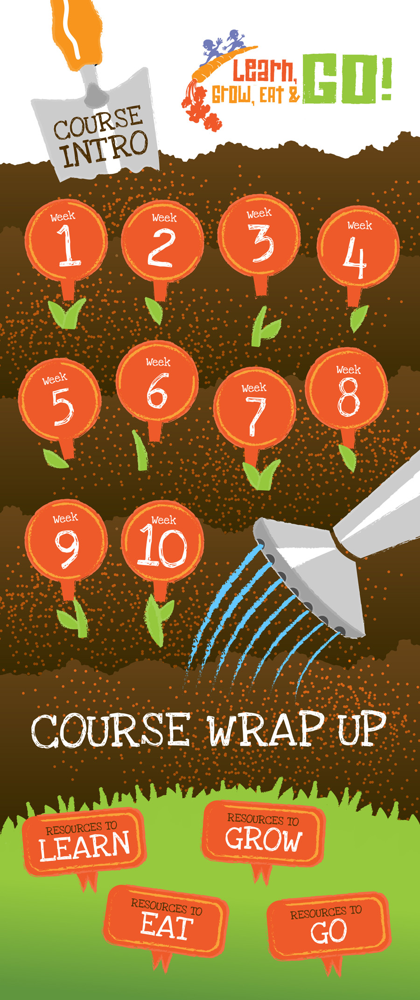 Learn,
Grow, Eat & GO!
COURSE
INTRO
Week
1
Week
2
Week
3
Week
4
Week
5
Week
6
Week
7
Week
8
Week
9
Week
10
COURSE WRAP UP
RESOURCES TO
LEARN
RESOURCES TO
GROW
RESOURCES TO
EAT
RESOURCES TO
GO